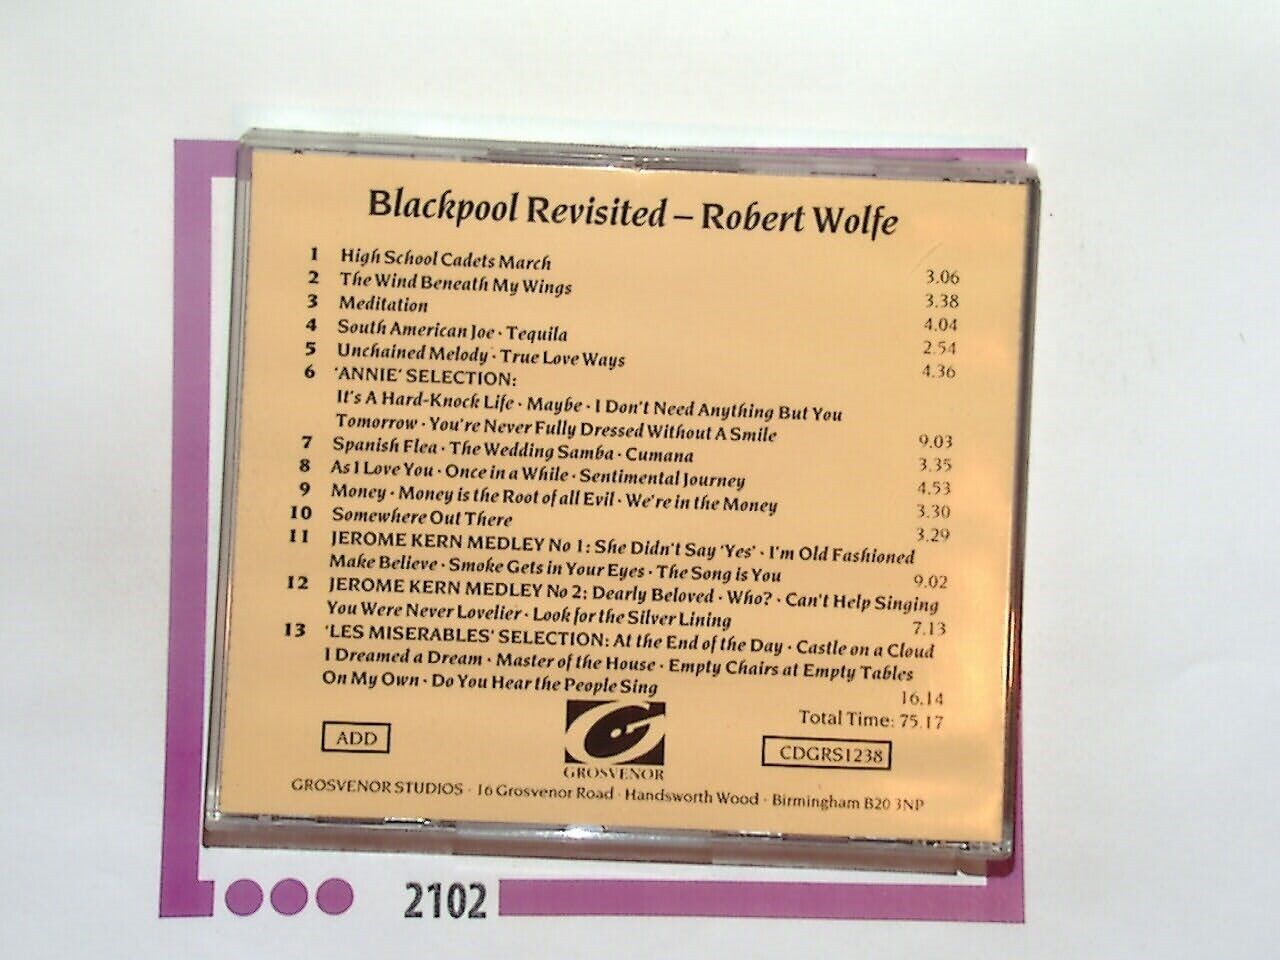 Blackpool Revisited – Robert Wolfe
1 High School Cadets March 3.06
2 The Wind Beneath My Wings 3.38
3 Meditation 4.04
4 South American Joe · Tequila 2.54
5 Unchained Melody · True Love Ways 4.36
6 'ANNIE' SELECTION:
It's A Hard-Knock Life · Maybe · I Don't Need Anything But You
Tomorrow · You're Never Fully Dressed Without A Smile 9.03
7 Spanish Flea · The Wedding Samba · Cumana 3.35
8 As I Love You · Once in a While · Sentimental Journey 4.53
9 Money · Money is the Root of all Evil · We're in the Money 3.30
10 Somewhere Out There 3.29
11 JEROME KERN MEDLEY No 1: She Didn't Say 'Yes' · I'm Old Fashioned
Make Believe · Smoke Gets in Your Eyes · The Song is You 9.02
12 JEROME KERN MEDLEY No 2: Dearly Beloved · Who? · Can't Help Singing
You Were Never Lovelier · Look for the Silver Lining 7.13
13 'LES MISERABLES' SELECTION: At the End of the Day · Castle on a Cloud
I Dreamed a Dream · Master of the House · Empty Chairs at Empty Tables
On My Own · Do You Hear the People Sing 16.14
Total Time: 75.17
ADD
GROSVENOR
CDGRS1238
GROSVENOR STUDIOS · 16 Grosvenor Road · Handsworth Wood · Birmingham B20 3NP
2102